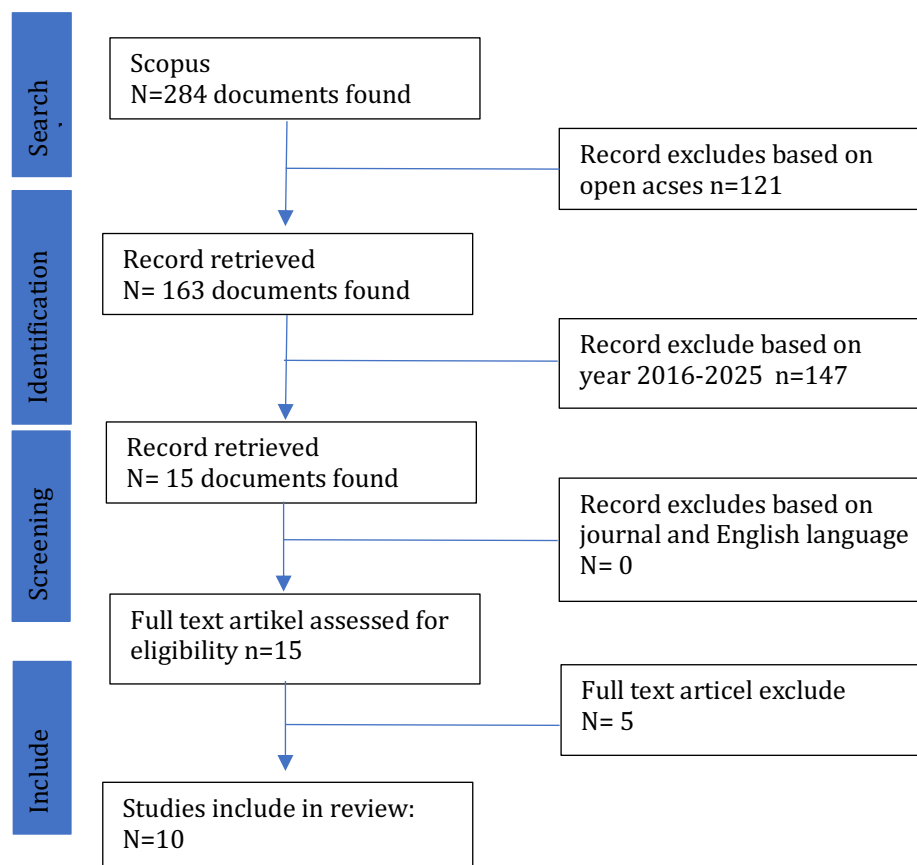 Search
Scopus
N=284 documents found
Record excludes based on
open acses n=121
Identification
Record retrieved
N= 163 documents found
Record exclude based on
year 2016-2025 n=147
Screening
Record retrieved
N= 15 documents found
Record excludes based on
journal and English language
N= 0
Full text artikel assessed for
eligibility n=15
Include
Full text articel exclude
N= 5
Studies include in review:
N=10